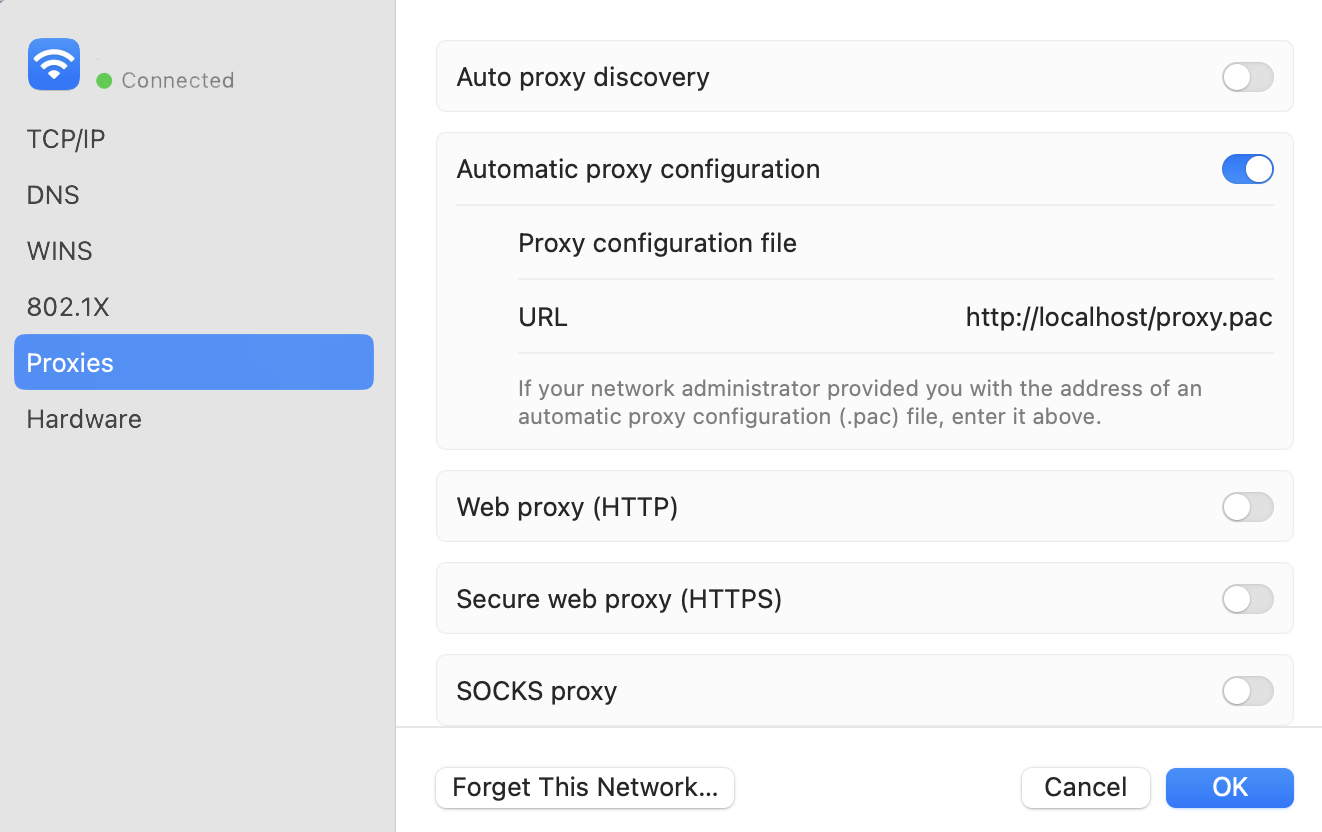 Connected
TCP/IP
DNS
WINS
802.1X
Proxies
Hardware
Auto proxy discovery
Automatic proxy configuration
Proxy configuration file
URL http://localhost/proxy.pac
If your network administrator provided you with the address of an
automatic proxy configuration (.pac) file, enter it above.
Web proxy (HTTP)
Secure web proxy (HTTPS)
SOCKS proxy
Forget This Network... Cancel OK